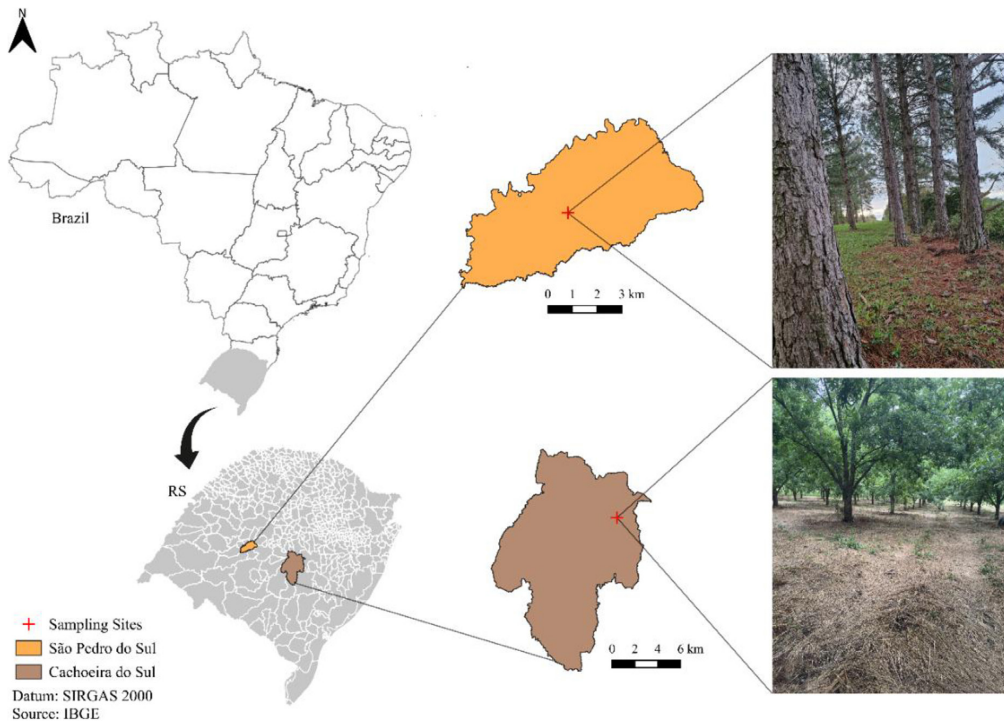 N
Brazil
0 1 2 3 km
RS
0 2 4 6 km
Sampling Sites
São Pedro do Sul
Cachoeira do Sul
Datum: SIRGAS 2000
Source: IBGE